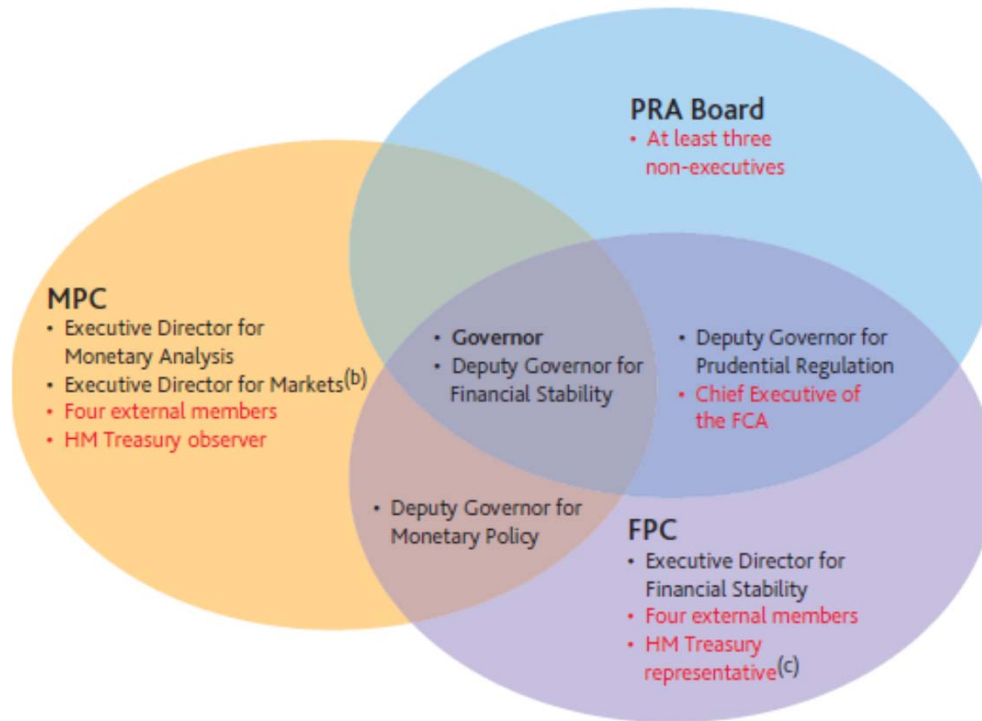 PRA Board
• At least three
non-executives
MPC
• Executive Director for
Monetary Analysis
• Executive Director for Markets(b)
• Four external members
• HM Treasury observer
• Governor
• Deputy Governor for
Financial Stability
• Deputy Governor for
Prudential Regulation
• Chief Executive of
the FCA
• Deputy Governor for
Monetary Policy
FPC
• Executive Director for
Financial Stability
• Four external members
• HM Treasury
representative(c)